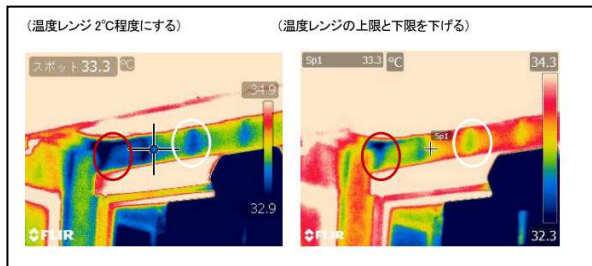 (温度レンジ 2℃程度にする)
(温度レンジの上限と下限を下げる)
スポット 33.3 ℃
34.9
32.9
FLIR
Sp1 33.3 ℃
34.3
Sp1
32.3
FLIR